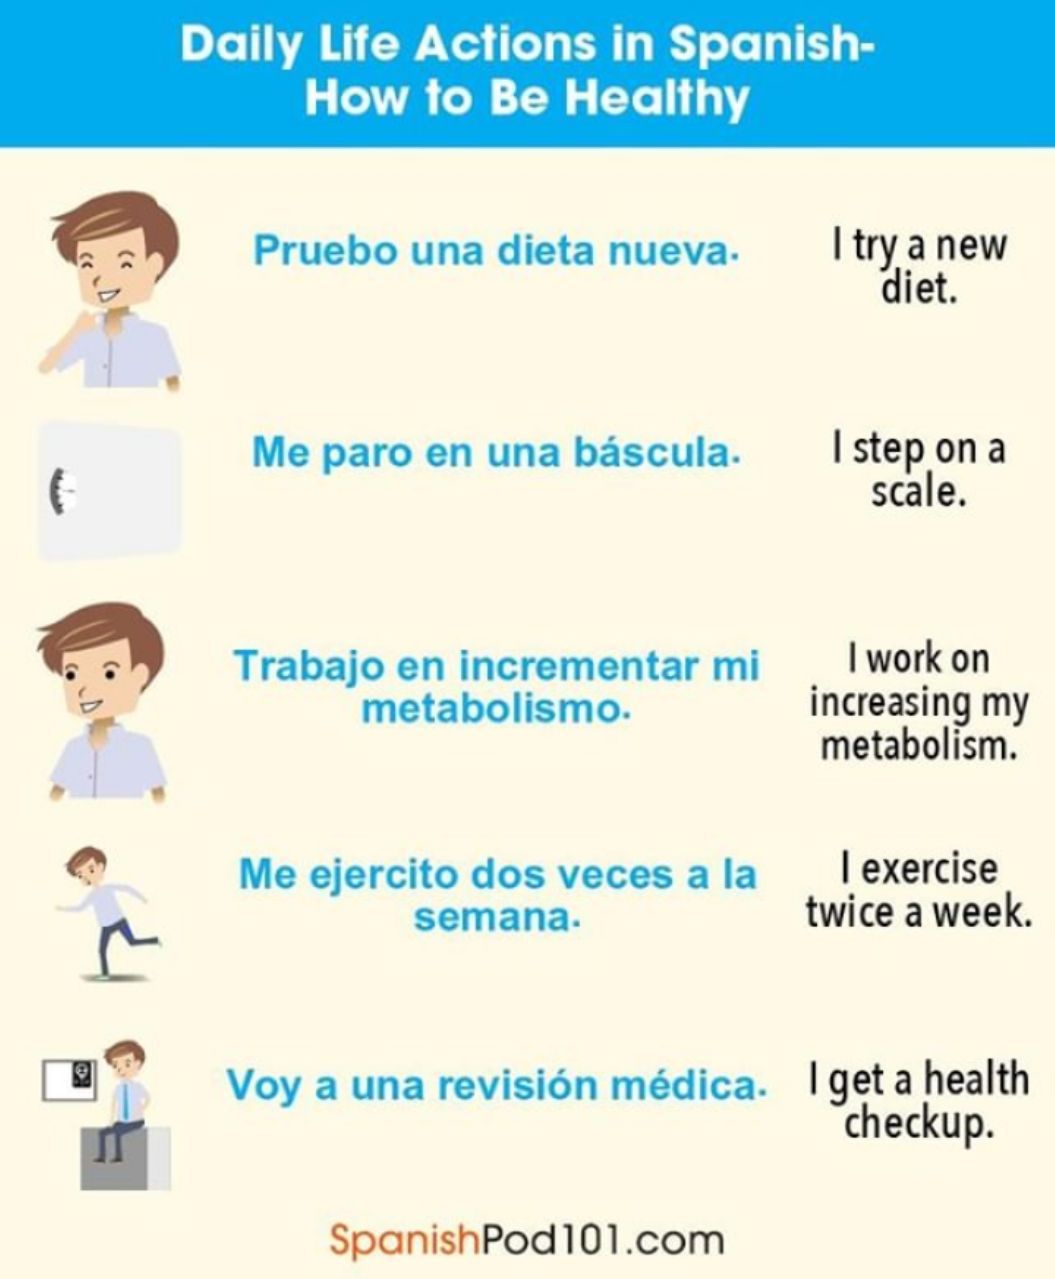 Daily Life Actions in Spanish-
How to Be Healthy
Pruebo una dieta nueva.
I try a new
diet.
Me paro en una báscula.
I step on a
scale.
Trabajo en incrementar mi
metabolismo.
I work on
increasing my
metabolism.
Me ejercito dos veces a la
semana.
I exercise
twice a week.
Voy a una revisión médica.
I get a health
checkup.
SpanishPod101.com